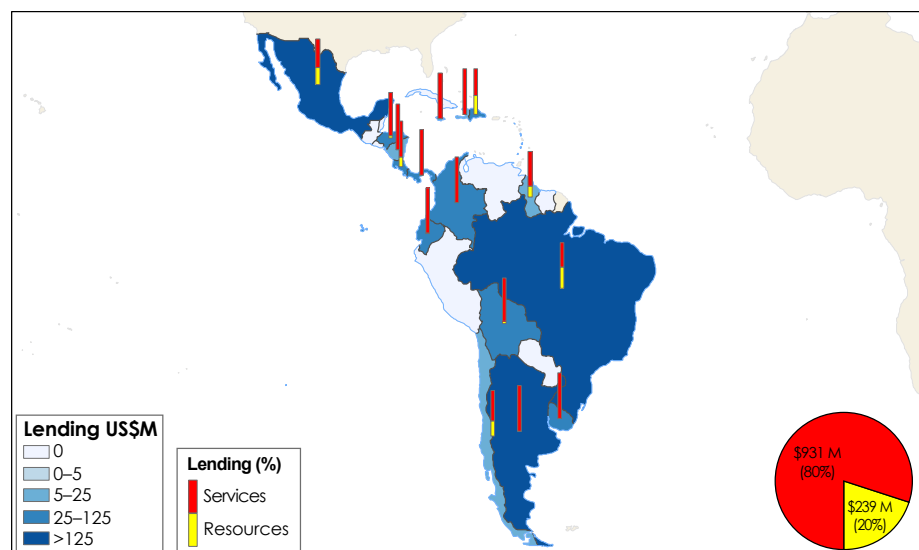 Lending US$M
0
0–5
5–25
25–125
>125
Lending (%)
Services
Resources
$931 M
(80%)
$239 M
(20%)